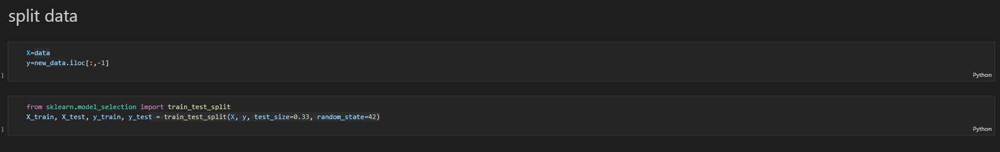 split data
X=data
y=new_data.iloc[:,-1]
]
Python
from sklearn.model_selection import train_test_split
X_train, X_test, y_train, y_test = train_test_split(X, y, test_size=0.33, random_state=42)
]
Python